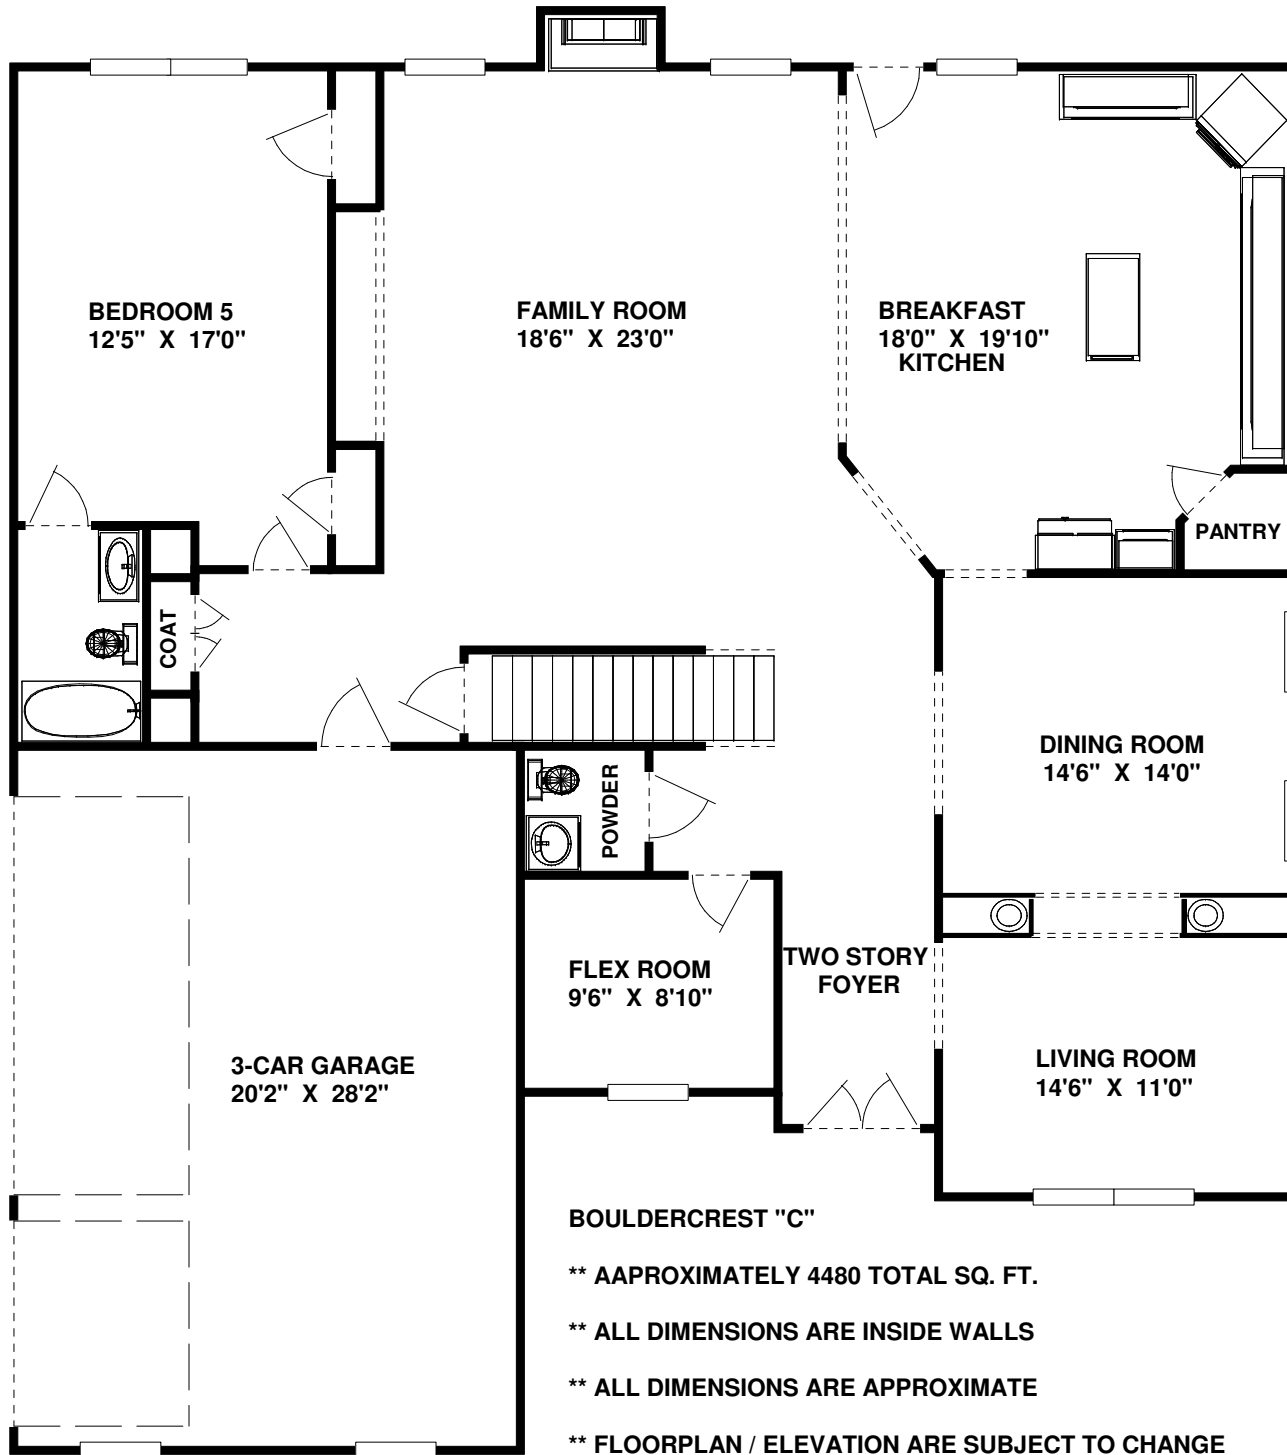 BEDROOM 5
12'5" X 17'0"
FAMILY ROOM
18'6" X 23'0"
BREAKFAST
18'0" X 19'10"
KITCHEN
PANTRY
COAT
DINING ROOM
14'6" X 14'0"
POWDER
FLEX ROOM
9'6" X 8'10"
TWO STORY
FOYER
3-CAR GARAGE
20'2" X 28'2"
LIVING ROOM
14'6" X 11'0"
BOULDERCREST "C"
** AAPROXIMATELY 4480 TOTAL SQ. FT.
** ALL DIMENSIONS ARE INSIDE WALLS
** ALL DIMENSIONS ARE APPROXIMATE
** FLOORPLAN / ELEVATION ARE SUBJECT TO CHANGE